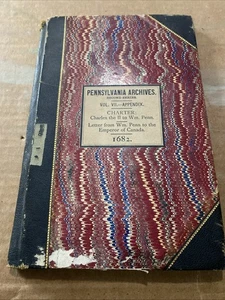 PENNSYLVANIA ARCHIVES.
SECOND SERIES.
VOL. VII—APPENDIX.
CHARTER:
Charles the II to Wm. Penn.
Letter from Wm. Penn to the
Emperor of Canada.
1682.